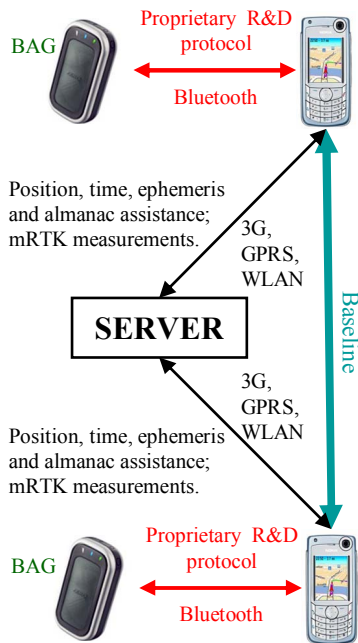 Proprietary R&D
protocol
BAG
Bluetooth
Position, time, ephemeris
and almanac assistance;
mRTK measurements.
3G,
GPRS,
WLAN
Baseline
SERVER
3G,
GPRS,
WLAN
Position, time, ephemeris
and almanac assistance;
mRTK measurements.
Proprietary R&D
protocol
BAG
Bluetooth